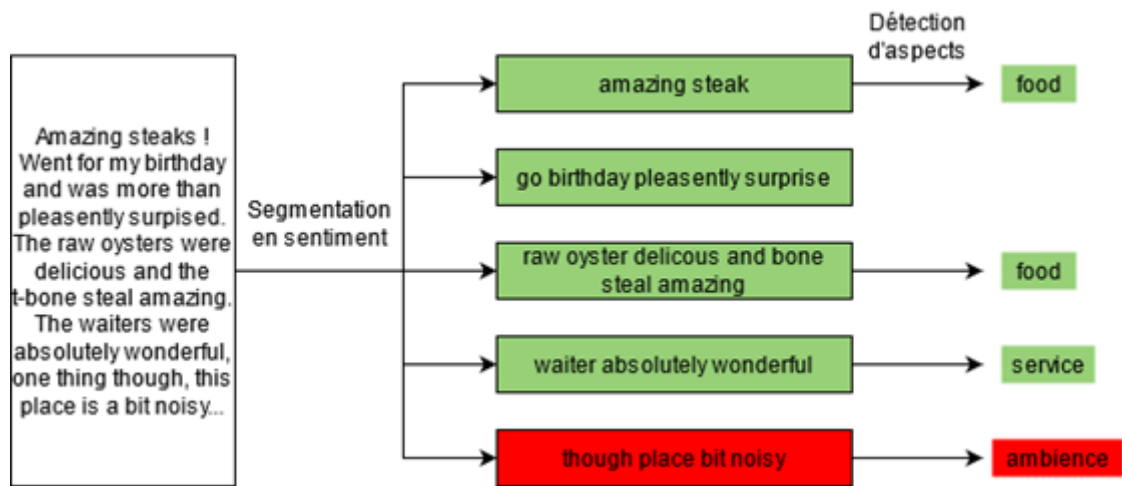 Amazing steaks !
Went for my birthday
and was more than
pleasently surpised.
The raw oysters were
delicious and the
t-bone steal amazing.
The waiters were
absolutely wonderful,
one thing though, this
place is a bit noisy...
Segmentation
en sentiment
amazing steak
go birthday pleasently surprise
raw oyster delicous and bone
steal amazing
waiter absolutely wonderful
though place bit noisy
Détection
d'aspects
food
food
service
ambience